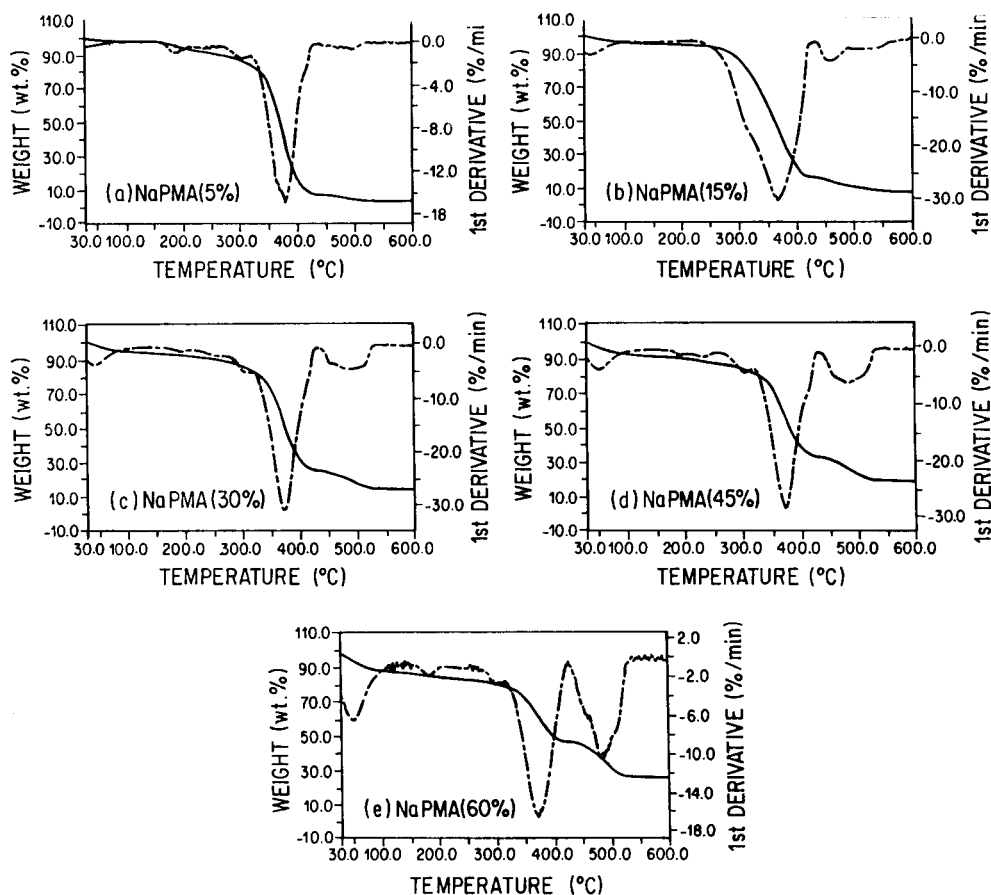 110.0
90.0
70.0
50.0
30.0
10.0
-10.0
WEIGHT (wt.%)
(a) NaPMA(5%)
0.0
-4.0
-8.0
-12.0
-18
1st DERIVATIVE (%/mi
30.0 100.0 200.0 300.0 400.0 500.0 600.0
TEMPERATURE (°C)
110.0
90.0
70.0
50.0
30.0
10.0
-10.0
WEIGHT (wt.%)
(b) NaPMA(15%)
0.0
-10.0
-20.0
-30.0
1st DERIVATIVE (%/min
30.0 100.0 200.0 300.0 400.0 500.0 600.0
TEMPERATURE (°C)
110.0
90.0
70.0
50.0
30.0
10.0
-10.0
WEIGHT (wt.%)
(c) NaPMA(30%)
0.0
-10.0
-20.0
-30.0
1st DERIVATIVE (%/min)
30.0 100.0 200.0 300.0 400.0 500.0 600.0
TEMPERATURE (°C)
110.0
90.0
70.0
50.0
30.0
10.0
-10.0
WEIGHT (wt.%)
(d) NaPMA(45%)
0.0
-10.0
-20.0
-30.0
1st DERIVATIVE (%/min)
30.0 100.0 200.0 300.0 400.0 500.0 600.0
TEMPERATURE (°C)
110.0
90.0
70.0
50.0
30.0
10.0
-10.0
WEIGHT (wt.%)
(e) NaPMA(60%)
2.0
-2.0
-6.0
-10.0
-14.0
-18.0
1st DERIVATIVE (%/min)
30.0 100.0 200.0 300.0 400.0 500.0 600.0
TEMPERATURE (°C)